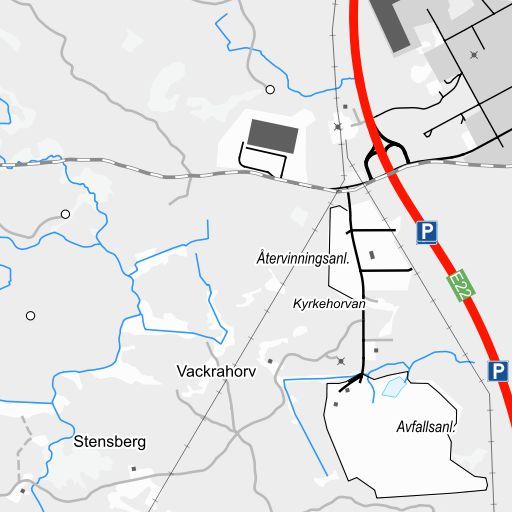 P
Återvinningsanl.
E22
Kyrkehorvan
Vackrahorv
P
Avfallsanl.
Stensberg